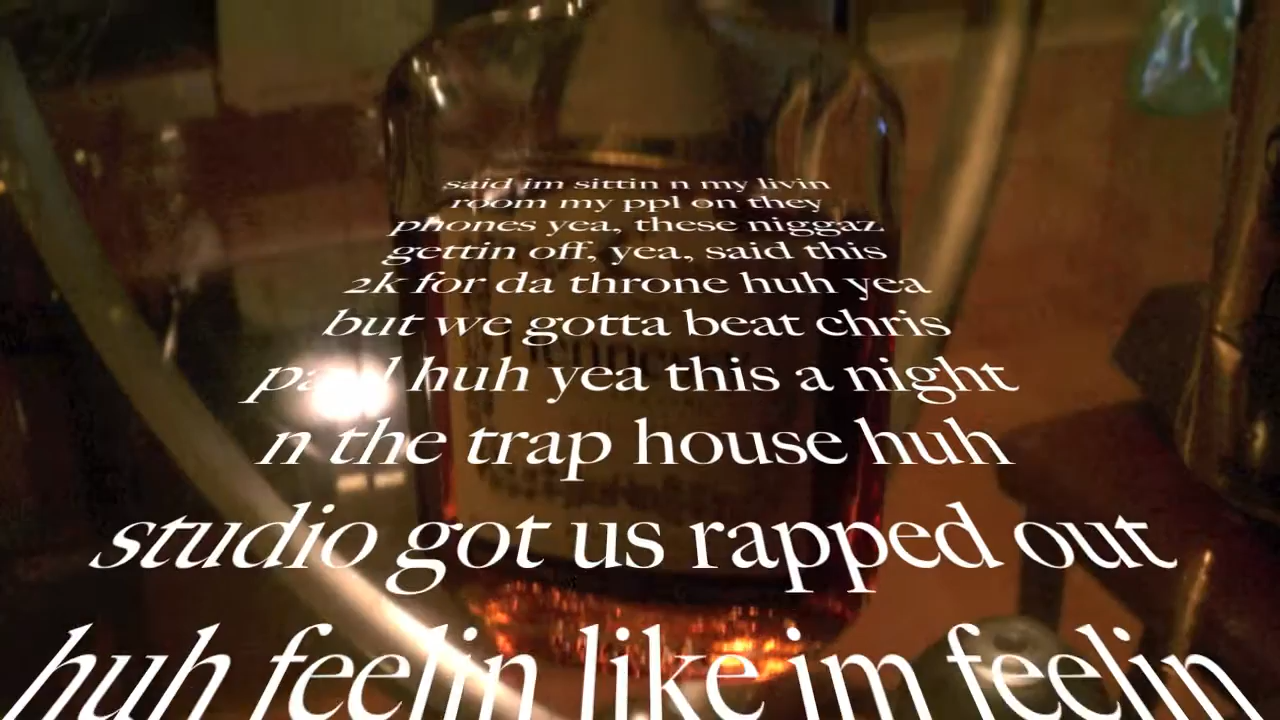 said im sittin n my livin
room my ppl on they
phones yea, these niggaz
gettin off, yea, said this
2k for da throne huh yea
but we gotta beat chris
paul huh yea this a night
n the trap house huh
studio got us rapped out
huh feelin like im feelin
Hennessy